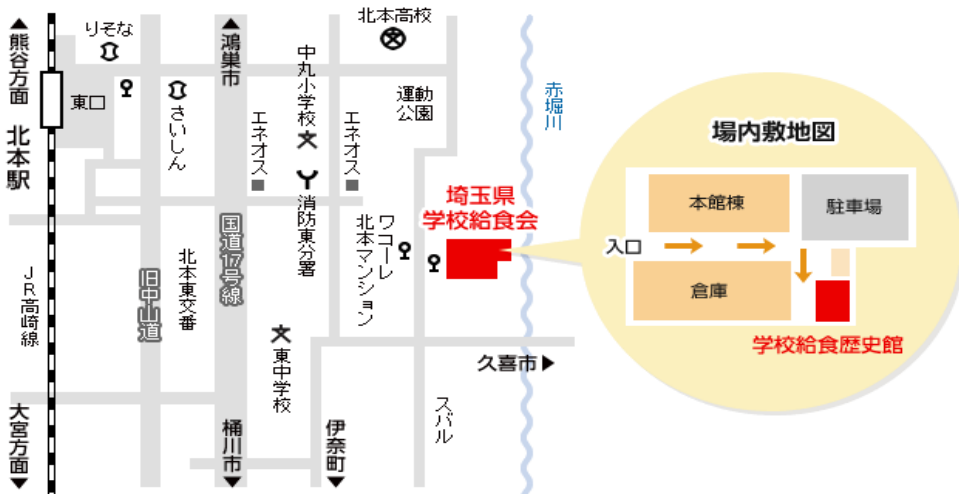 ▲熊谷方面
北本駅
大宮方面▼
JR高崎線
りそな
東口
さいしん
旧中山道
北本東交番
▲鴻巣市
国道17号線
桶川市▼
エネオス
中丸小学校
消防東分署
東中学校
エネオス
ワコーレ
北本マンション
伊奈町▼
北本高校
運動
公園
埼玉県
学校給食会
久喜市▶
スバル
赤堀川
場内敷地図
本館棟
駐車場
入口
倉庫
学校給食歴史館